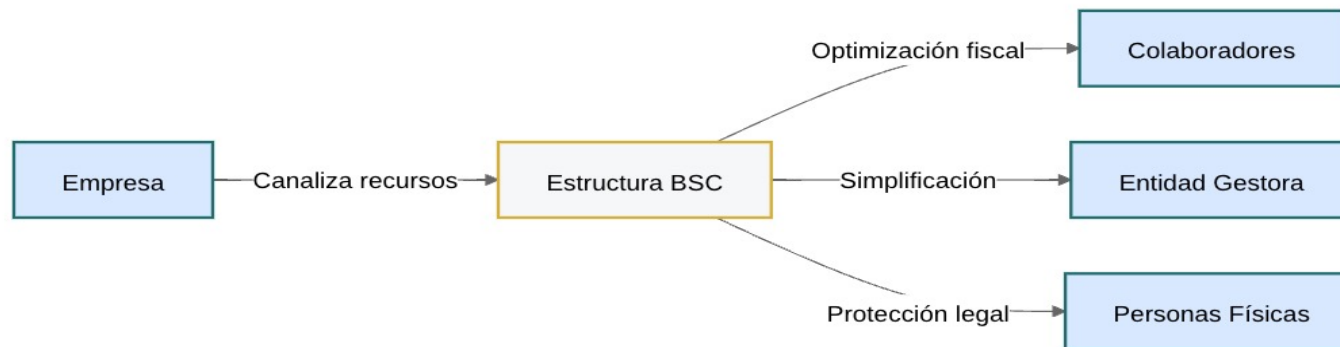 Optimización fiscal
Colaboradores
Empresa
Canaliza recursos
Estructura BSC
Simplificación
Entidad Gestora
Protección legal
Personas Físicas